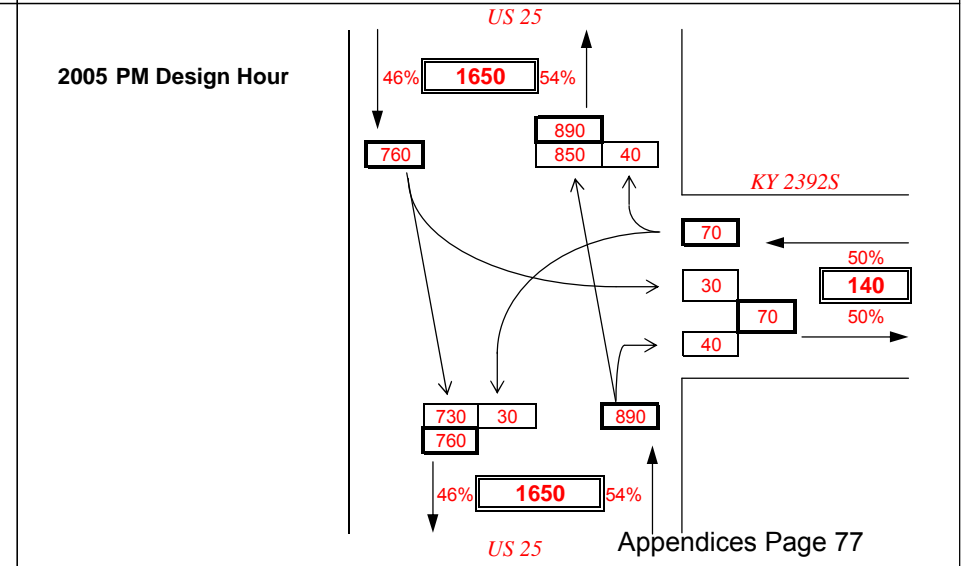 US 25
2005 PM Design Hour
46% 1650 54%
890
760 850 40
KY 2392S
70
50%
30 140
70 50%
40
730 30 890
760
46% 1650 54%
US 25
Appendices Page 77